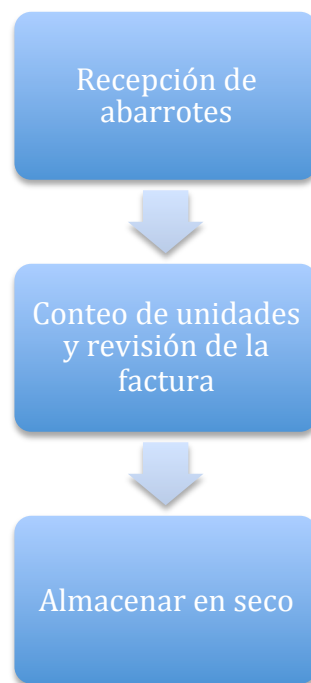 Recepción de
abarrotes
Conteo de unidades
y revisión de la
factura
Almacenar en seco